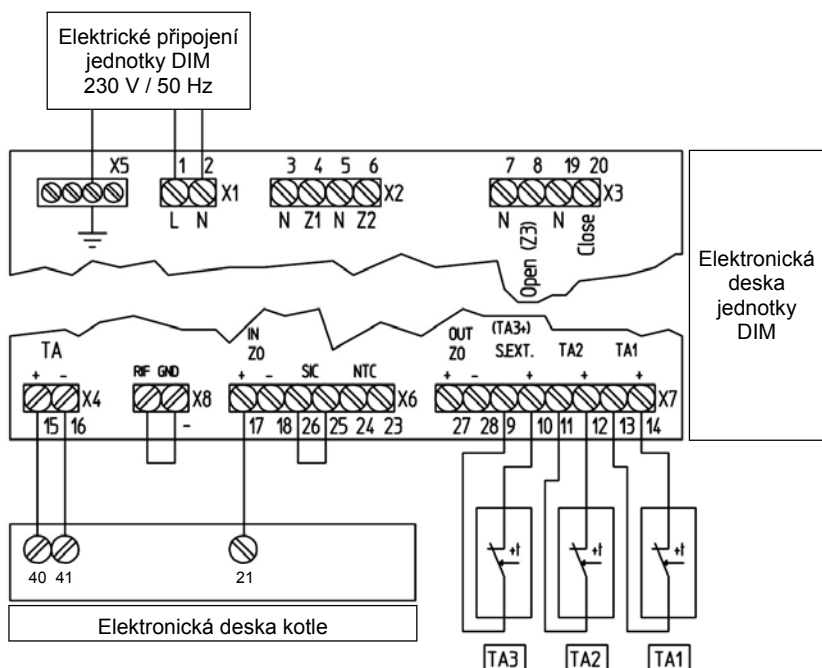 Elektrické připojení
jednotky DIM
230 V / 50 Hz
X5
1 2
X1
L N
3 4 5 6
X2
N Z1 N Z2
7 8 19 20
X3
N
Open (Z3)
N
Close
Elektronická
deska
jednotky
DIM
TA
+ -
X4
15 16
RIF GND
X8
-
IN
Z0
+ -
SIC NTC
X6
17 18 26 25 24 23
OUT
Z0
(TA3+)
S.EXT.
TA2 TA1
+ - + + +
X7
27 28 9 10 11 12 13 14
40 41
21
Elektronická deska kotle
+t
+t
+t
TA3
TA2
TA1